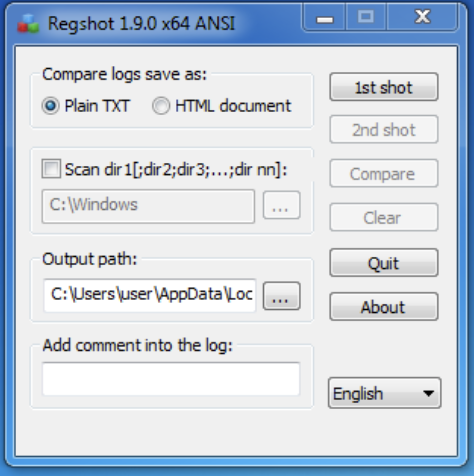 Regshot 1.9.0 x64 ANSI
Compare logs save as:
Plain TXT HTML document
1st shot
2nd shot
Scan dir1[;dir2;dir3;...;dir nn]:
Compare
C:\Windows ...
Clear
Output path:
Quit
C:\Users\user\AppData\Loc ...
About
Add comment into the log:
English